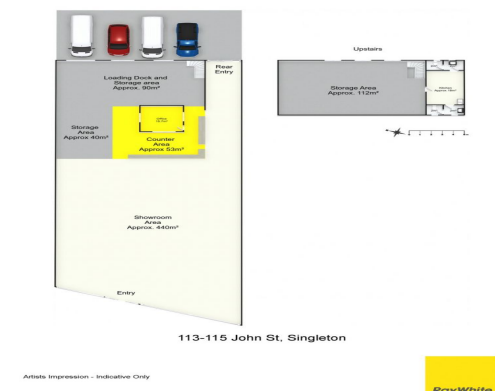 Upstairs
Rear
Entry
Loading Dock and
Storage area
Approx. 90m²
Storage Area
Approx. 112m²
Storage
Area
Approx 40m²
Counter
Area
Approx 53m²
Showroom
Area
Approx. 440m²
Entry
113-115 John St, Singleton
Artists Impression - Indicative Only
RayWhite